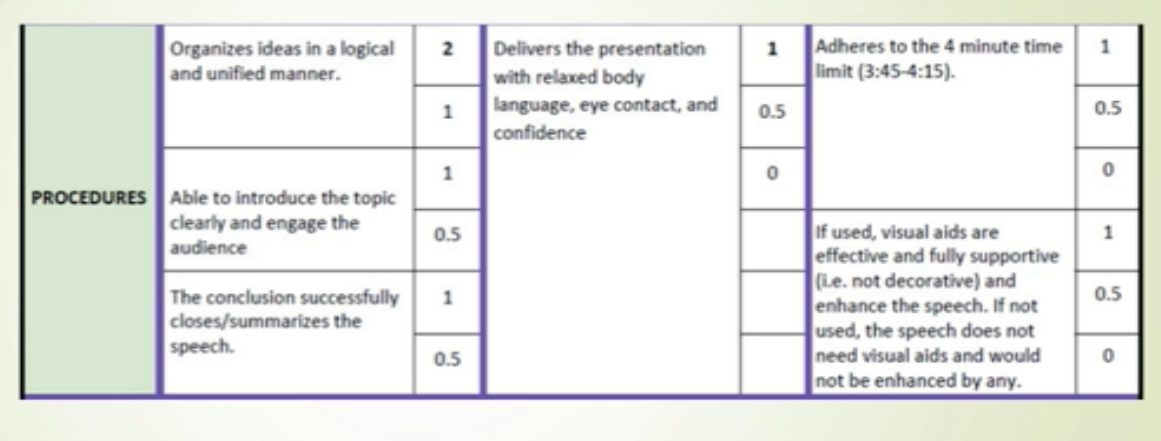 PROCEDURES
Organizes ideas in a logical
and unified manner.
2
1
Able to introduce the topic
clearly and engage the
audience
1
0.5
The conclusion successfully
closes/summarizes the
speech.
1
0.5
Delivers the presentation
with relaxed body
language, eye contact, and
confidence
1
0.5
0
Adheres to the 4 minute time
limit (3:45-4:15).
1
0.5
0
If used, visual aids are
effective and fully supportive
(i.e. not decorative) and
enhance the speech. If not
used, the speech does not
need visual aids and would
not be enhanced by any.
1
0.5
0